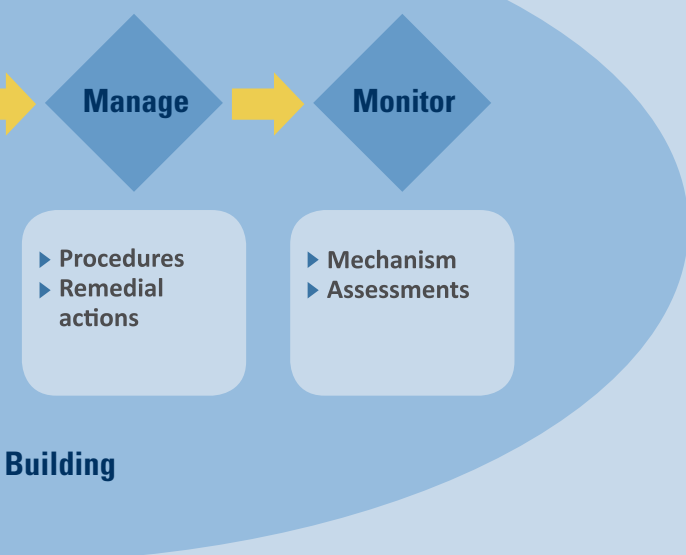 Manage
Monitor
Procedures
Remedial
actions
Mechanism
Assessments
Building